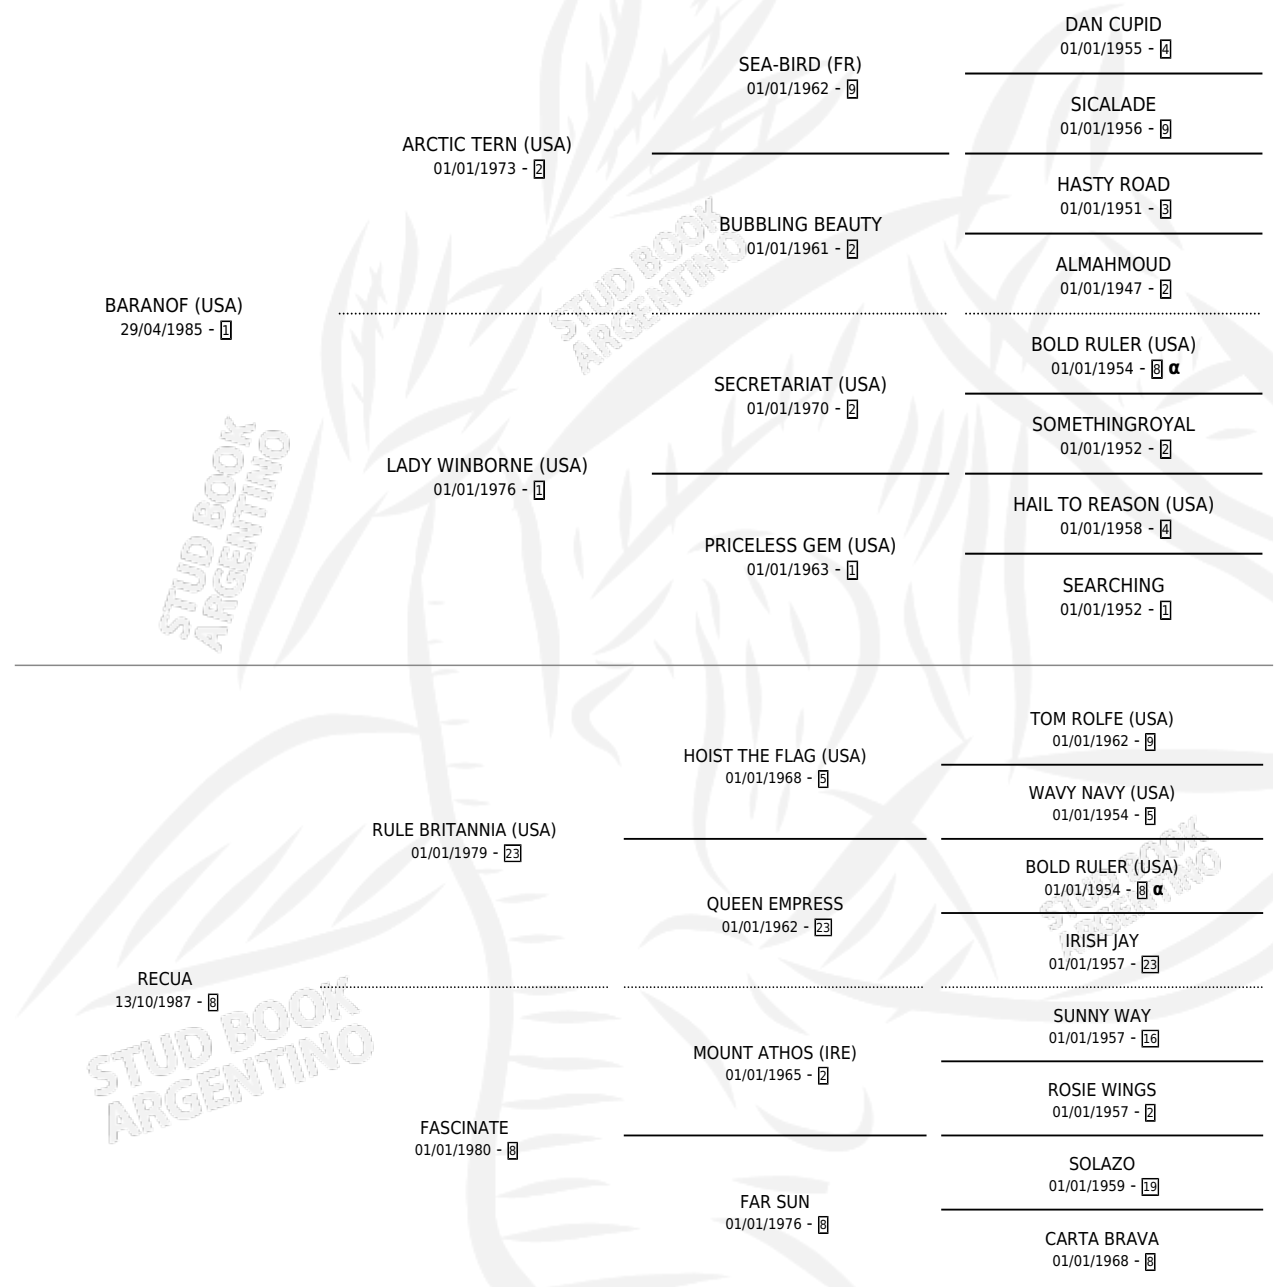 DAN CUPID
01/01/1955 - 4
SEA-BIRD (FR)
01/01/1962 - 9
SICALADE
01/01/1956 - 9
ARCTIC TERN (USA)
01/01/1973 - 2
HASTY ROAD
01/01/1951 - 3
BUBBLING BEAUTY
01/01/1961 - 2
ALMAHMOUD
01/01/1947 - 2
BARANOF (USA)
29/04/1985 - 1
BOLD RULER (USA)
01/01/1954 - 8 α
SECRETARIAT (USA)
01/01/1970 - 2
SOMETHINGROYAL
01/01/1952 - 2
LADY WINBORNE (USA)
01/01/1976 - 1
HAIL TO REASON (USA)
01/01/1958 - 4
PRICELESS GEM (USA)
01/01/1963 - 1
SEARCHING
01/01/1952 - 1
TOM ROLFE (USA)
01/01/1962 - 9
HOIST THE FLAG (USA)
01/01/1968 - 5
WAVY NAVY (USA)
01/01/1954 - 5
RULE BRITANNIA (USA)
01/01/1979 - 23
BOLD RULER (USA)
01/01/1954 - 8 α
QUEEN EMPRESS
01/01/1962 - 23
IRISH JAY
01/01/1957 - 23
RECUA
13/10/1987 - 8
SUNNY WAY
01/01/1957 - 16
MOUNT ATHOS (IRE)
01/01/1965 - 2
ROSIE WINGS
01/01/1957 - 2
FASCINATE
01/01/1980 - 8
SOLAZO
01/01/1959 - 19
FAR SUN
01/01/1976 - 8
CARTA BRAVA
01/01/1968 - 8
STUD BOOK
ARGENTINO
STUD BOOK
ARGENTINO
STUD BOOK
ARGENTINO
STUD BOOK
ARGENTINO